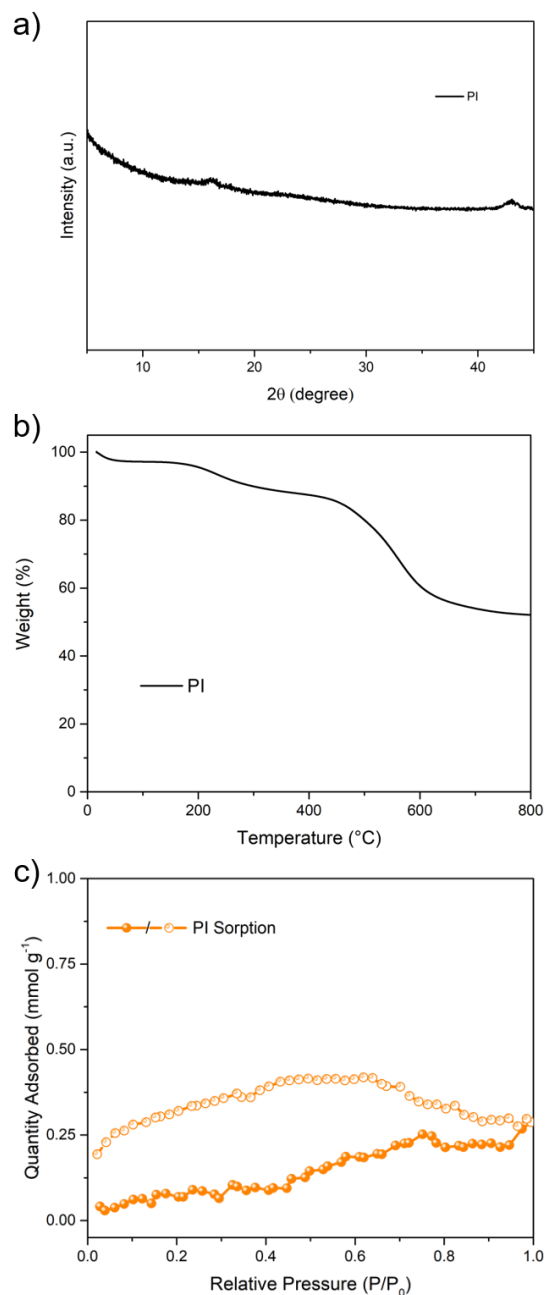 a)
PI
Intensity (a.u.)
10 20 30 40
2θ (degree)
b)
100
80
60
40
20
0
Weight (%)
PI
0 200 400 600 800
Temperature (°C)
c)
1.00
0.75
0.50
0.25
0.00
Quantity Adsorbed (mmol g⁻¹)
/ PI Sorption
0.0 0.2 0.4 0.6 0.8 1.0
Relative Pressure (P/P₀)